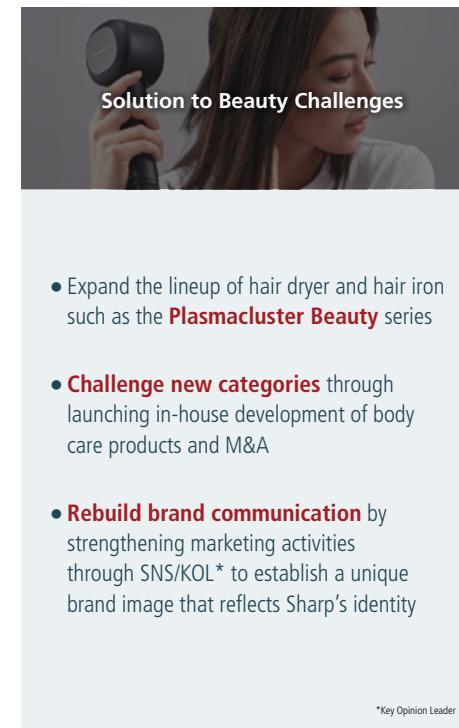 Solution to Beauty Challenges
● Expand the lineup of hair dryer and hair iron
such as the Plasmacluster Beauty series
● Challenge new categories through
launching in-house development of body
care products and M&A
● Rebuild brand communication by
strengthening marketing activities
through SNS/KOL* to establish a unique
brand image that reflects Sharp’s identity
*Key Opinion Leader